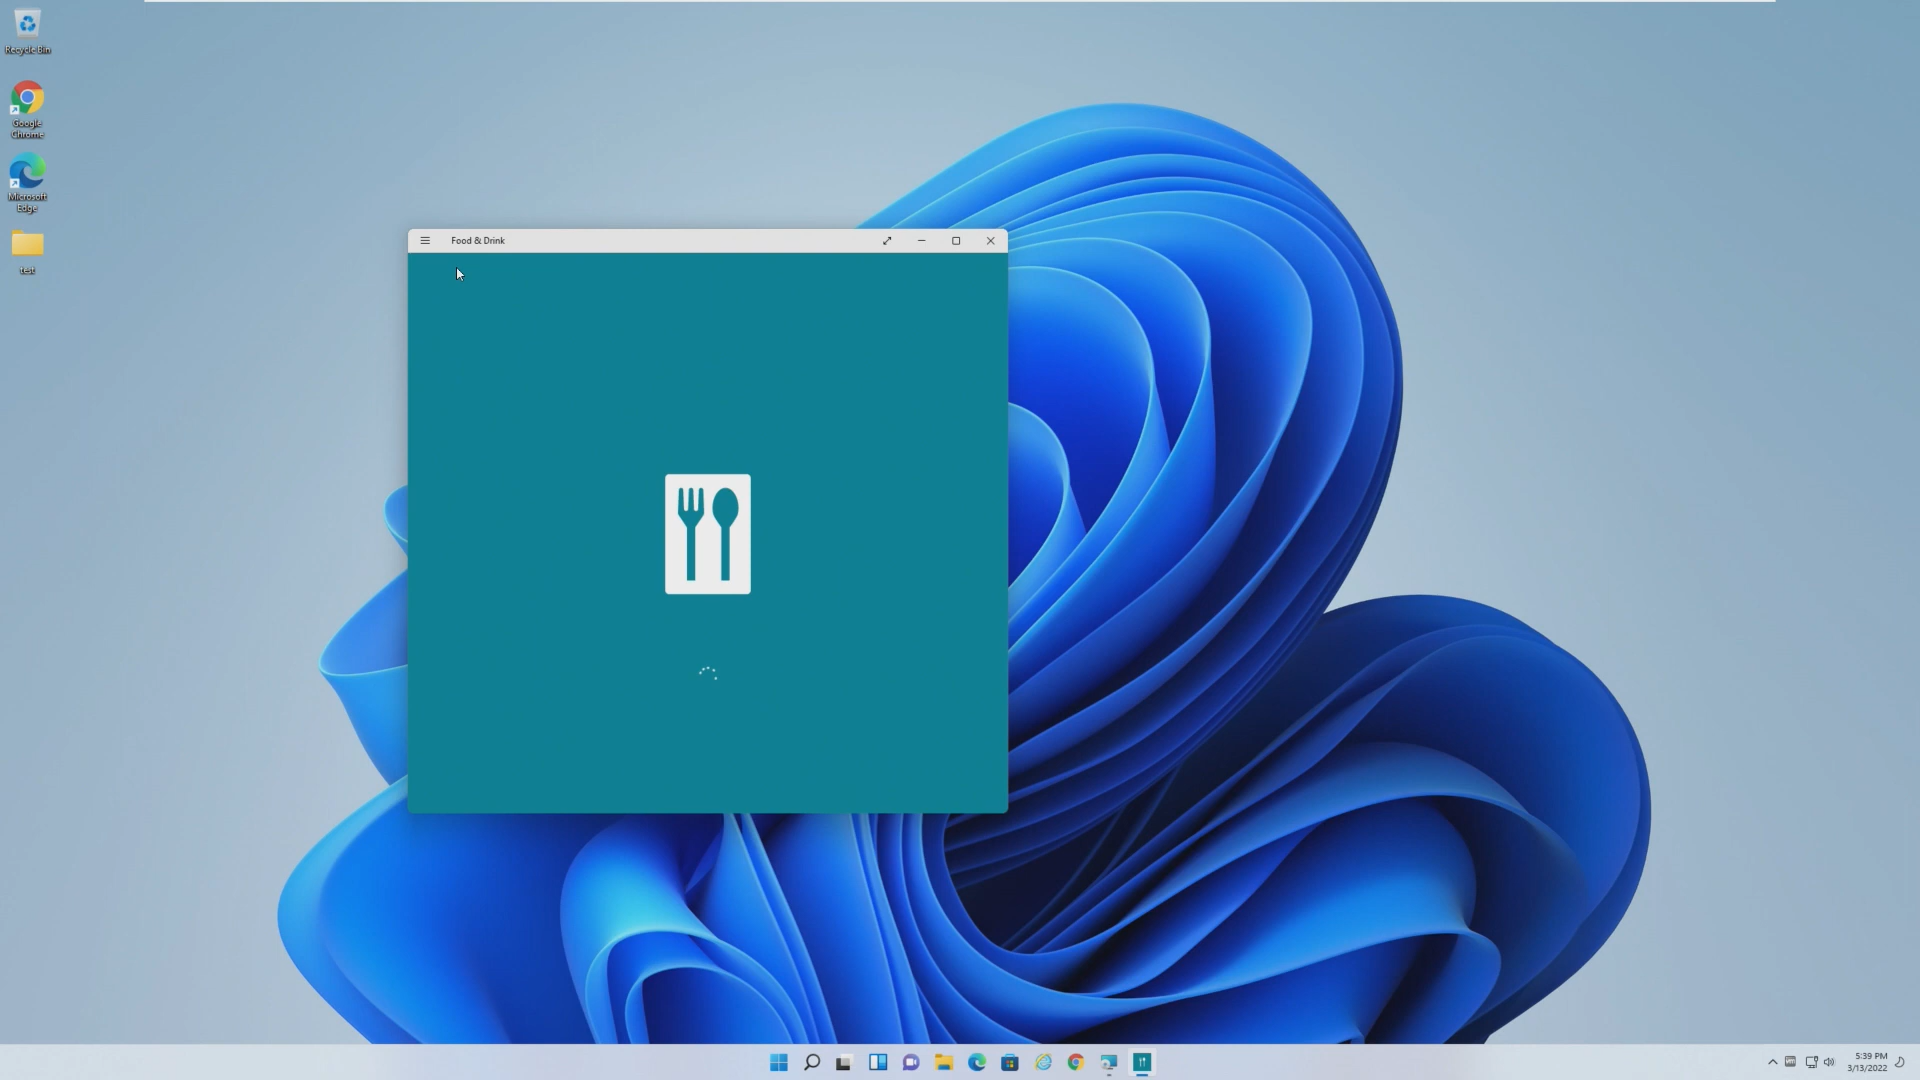 Recycle Bin
Google
Chrome
Microsoft
Edge
test
Food & Drink
5:39 PM
3/13/2022